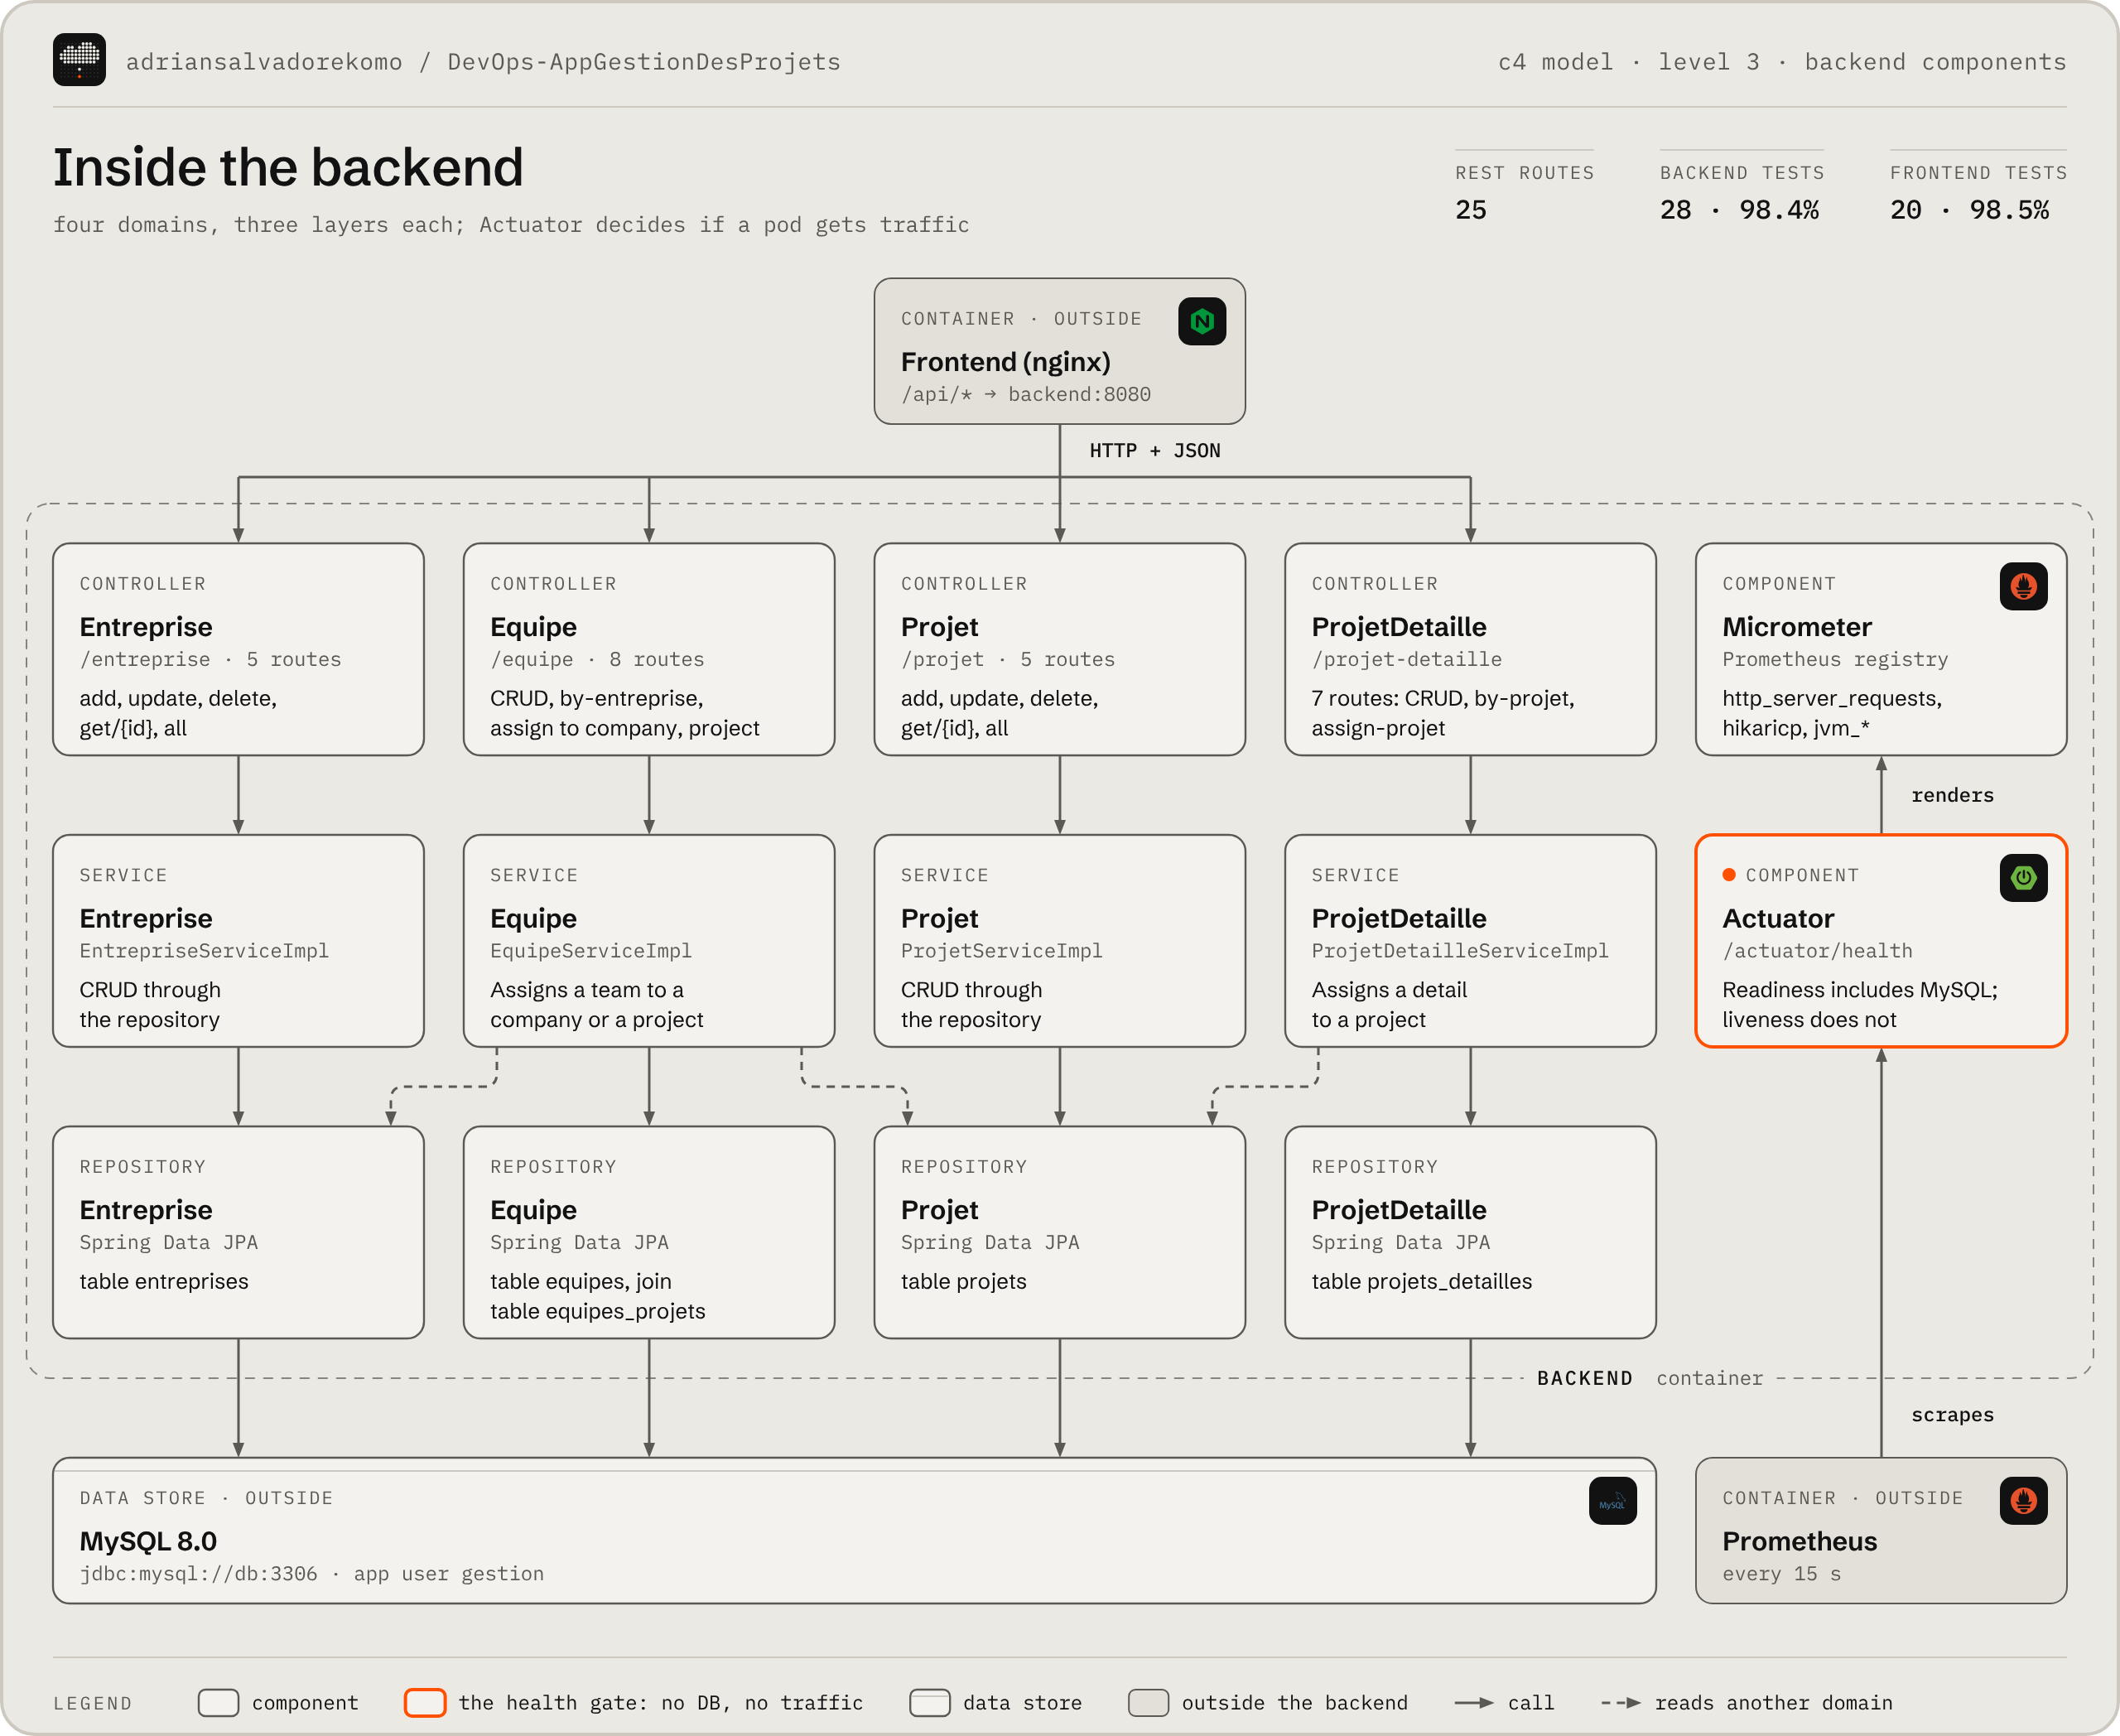 adriansalvadorekomo / DevOps-AppGestionDesProjets
c4 model · level 3 · backend components
Inside the backend
four domains, three layers each; Actuator decides if a pod gets traffic
REST ROUTES
25
BACKEND TESTS
28 · 98.4%
FRONTEND TESTS
20 · 98.5%
CONTAINER · OUTSIDE
Frontend (nginx)
/api/* → backend:8080
HTTP + JSON
CONTROLLER
Entreprise
/entreprise · 5 routes
add, update, delete,
get/{id}, all
CONTROLLER
Equipe
/equipe · 8 routes
CRUD, by-entreprise,
assign to company, project
CONTROLLER
Projet
/projet · 5 routes
add, update, delete,
get/{id}, all
CONTROLLER
ProjetDetaille
/projet-detaille
7 routes: CRUD, by-projet,
assign-projet
COMPONENT
Micrometer
Prometheus registry
http_server_requests,
hikaricp, jvm_*
renders
SERVICE
Entreprise
EntrepriseServiceImpl
CRUD through
the repository
SERVICE
Equipe
EquipeServiceImpl
Assigns a team to a
company or a project
SERVICE
Projet
ProjetServiceImpl
CRUD through
the repository
SERVICE
ProjetDetaille
ProjetDetailleServiceImpl
Assigns a detail
to a project
COMPONENT
Actuator
/actuator/health
Readiness includes MySQL;
liveness does not
REPOSITORY
Entreprise
Spring Data JPA
table entreprises
REPOSITORY
Equipe
Spring Data JPA
table equipes, join
table equipes_projets
REPOSITORY
Projet
Spring Data JPA
table projets
REPOSITORY
ProjetDetaille
Spring Data JPA
table projets_detailles
BACKEND container
scrapes
DATA STORE · OUTSIDE
MySQL 8.0
jdbc:mysql://db:3306 · app user gestion
MySQL
CONTAINER · OUTSIDE
Prometheus
every 15 s
LEGEND
component
the health gate: no DB, no traffic
data store
outside the backend
call
reads another domain